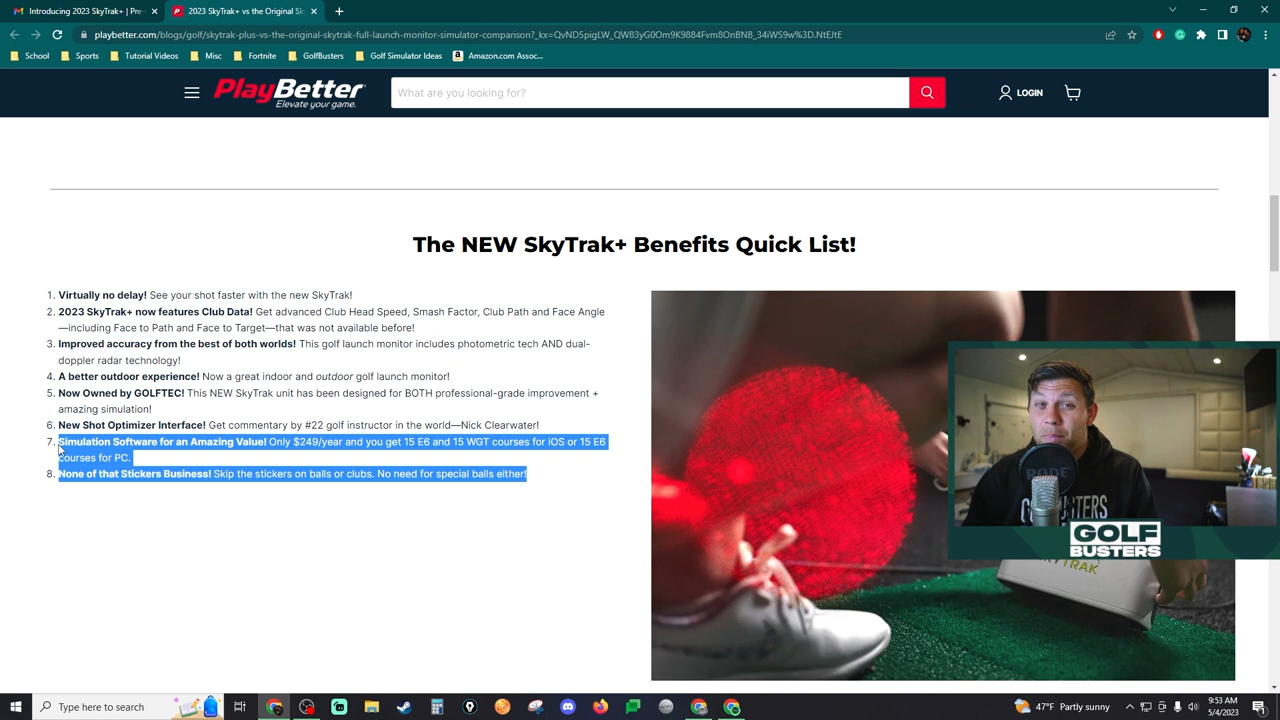 Introducing 2023 SkyTrak+ | Pre-
2023 SkyTrak+ vs the Original Sk
playbetter.com/blogs/golf/skytrak-plus-vs-the-original-skytrak-full-launch-monitor-simulator-comparison?_kx=QvND5pigLW_QW83yG0Om9K9884Fvm8OnBNB_34iWS9w%3D.NtEJtE
School
Sports
Tutorial Videos
Misc
Fortnite
GolfBusters
Golf Simulator Ideas
Amazon.com Assoc...
PlayBetter
Elevate your game.
What are you looking for?
LOGIN
The NEW SkyTrak+ Benefits Quick List!
1. Virtually no delay! See your shot faster with the new SkyTrak!
2. 2023 SkyTrak+ now features Club Data! Get advanced Club Head Speed, Smash Factor, Club Path and Face Angle
—including Face to Path and Face to Target—that was not available before!
3. Improved accuracy from the best of both worlds! This golf launch monitor includes photometric tech AND dual-
doppler radar technology!
4. A better outdoor experience! Now a great indoor and outdoor golf launch monitor!
5. Now Owned by GOLFTEC! This NEW SkyTrak unit has been designed for BOTH professional-grade improvement +
amazing simulation!
6. New Shot Optimizer Interface! Get commentary by #22 golf instructor in the world—Nick Clearwater!
7. Simulation Software for an Amazing Value! Only $249/year and you get 15 E6 and 15 WGT courses for iOS or 15 E6
courses for PC.
8. None of that Stickers Business! Skip the stickers on balls or clubs. No need for special balls either!
RODE
GOLF
BUSTERS
SKYTRAK
Type here to search
47°F Partly sunny
9:53 AM
5/4/2023